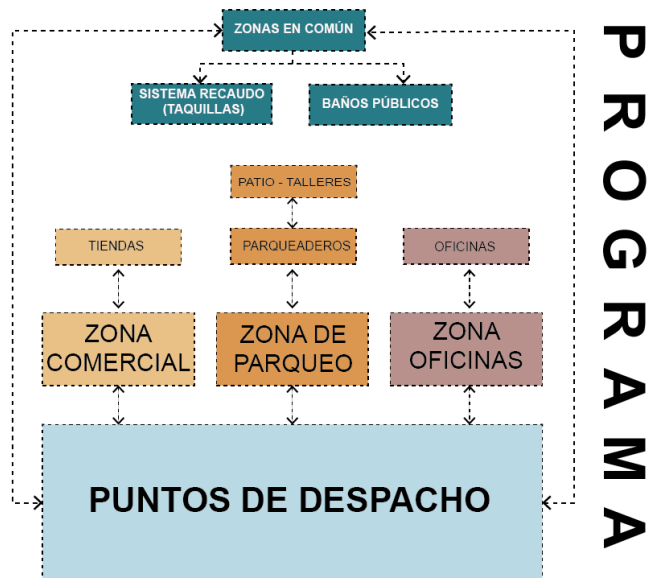 ZONAS EN COMÚN
SISTEMA RECAUDO
(TAQUILLAS)
BAÑOS PÚBLICOS
PATIO - TALLERES
TIENDAS
PARQUEADEROS
OFICINAS
ZONA
COMERCIAL
ZONA DE
PARQUEO
ZONA
OFICINAS
PUNTOS DE DESPACHO
PROGRAMA